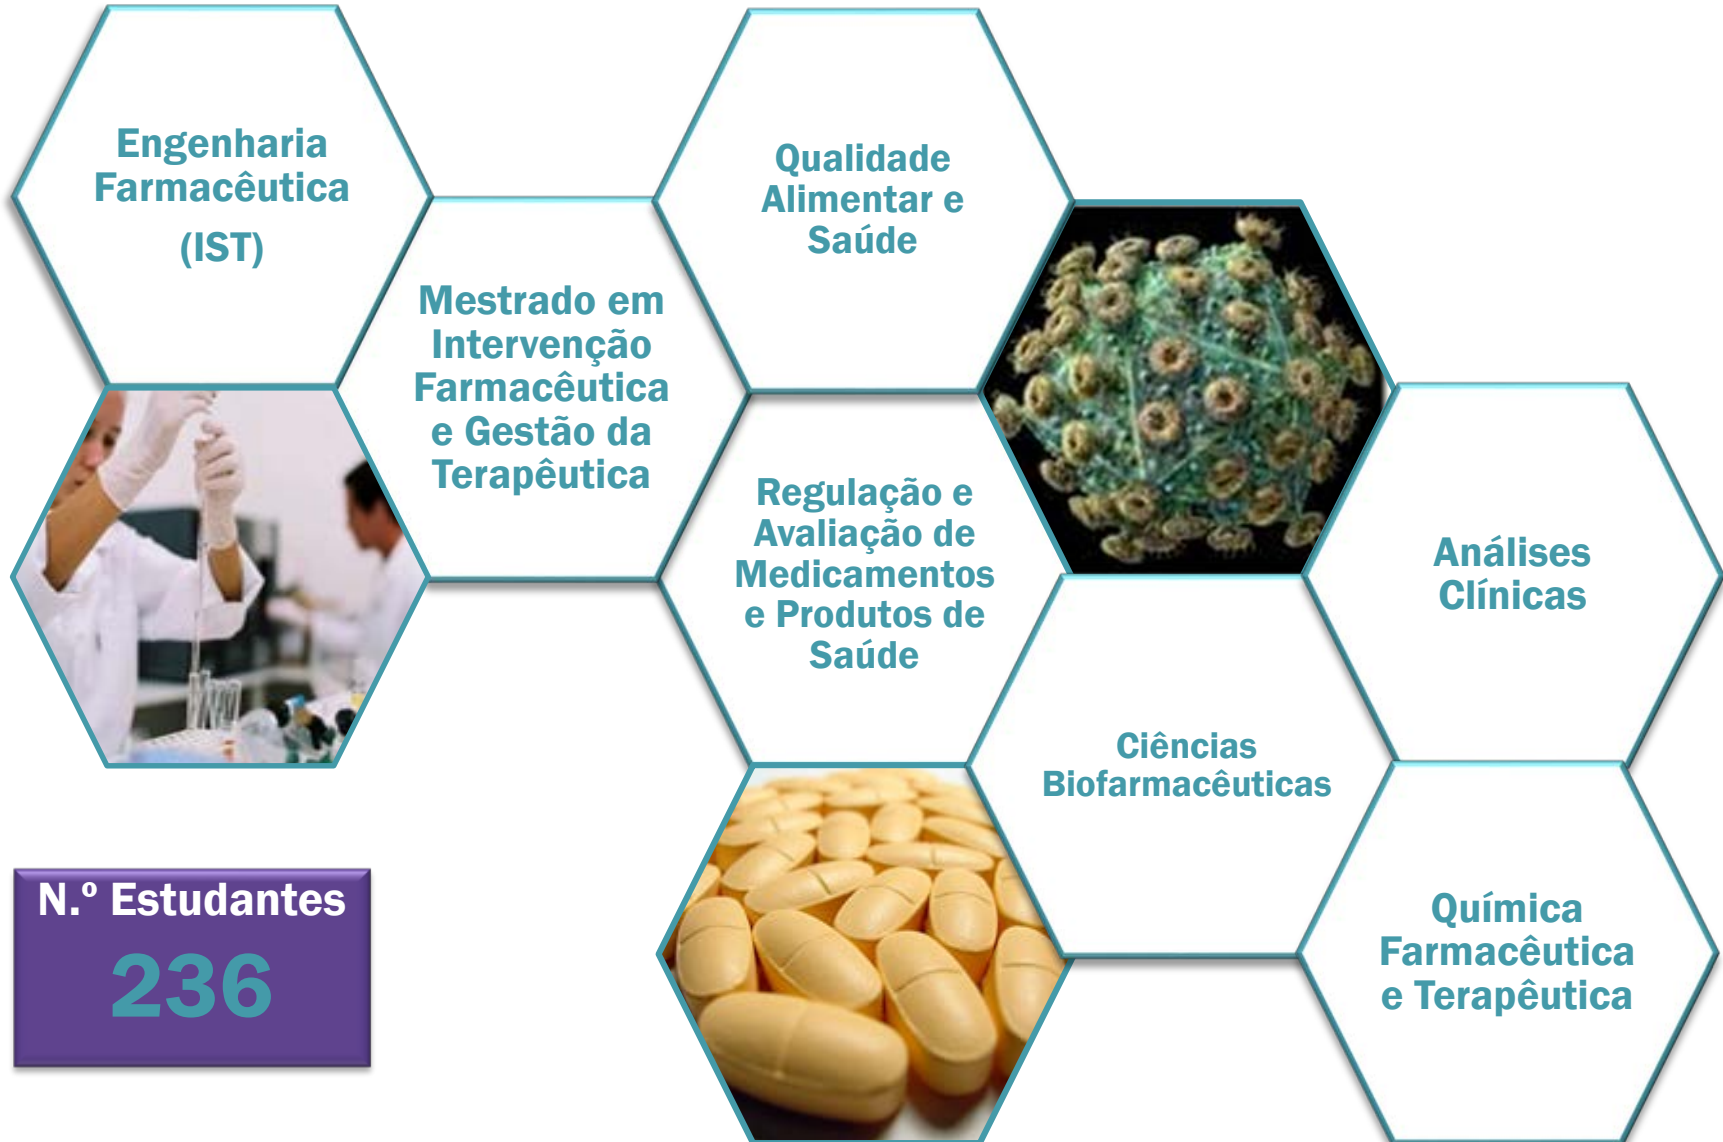 Engenharia
Farmacêutica
(IST)
Mestrado em
Intervenção
Farmacêutica
e Gestão da
Terapêutica
Qualidade
Alimentar e
Saúde
Regulação e
Avaliação de
Medicamentos
e Produtos de
Saúde
Análises
Clínicas
Ciências
Biofarmacêuticas
Química
Farmacêutica
e Terapêutica
N.º Estudantes
236